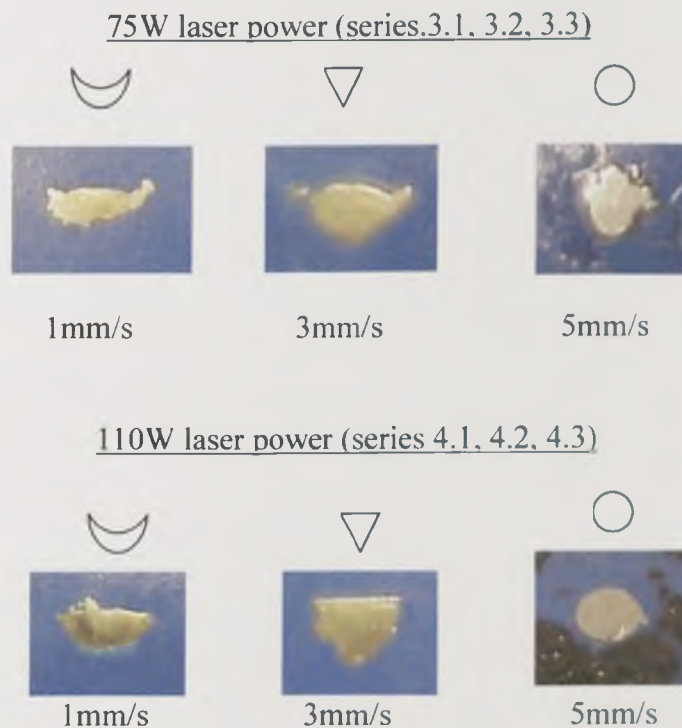 75W laser power (series.3.1, 3.2, 3.3)
1mm/s 3mm/s 5mm/s
110W laser power (series 4.1, 4.2, 4.3)
1mm/s 3mm/s 5mm/s